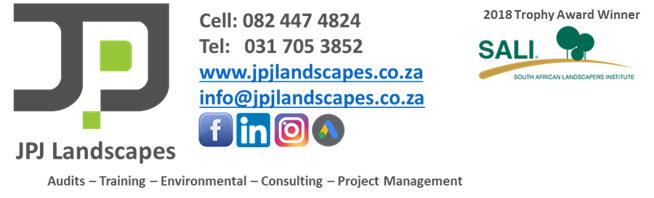 JPJ Landscapes
Cell: 082 447 4824
Tel: 031 705 3852
www.jpjlandscapes.co.za
info@jpjlandscapes.co.za
f in
2018 Trophy Award Winner
SALI
SOUTH AFRICAN LANDSCAPERS INSTITUTE
Audits – Training – Environmental – Consulting – Project Management